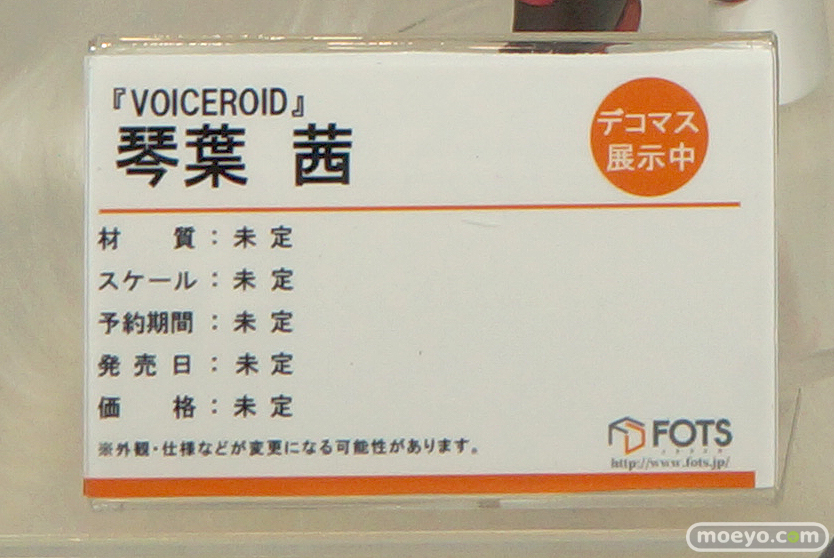 『VOICEROID』
琴葉 茜
デコマス
展示中
材 質：未 定
スケール：未 定
予約期間：未 定
発 売 日：未 定
価 格：未 定
※外観・仕様などが変更になる可能性があります。
FOTS
JAPAN
http://www.fots.jp/
moeyo.com